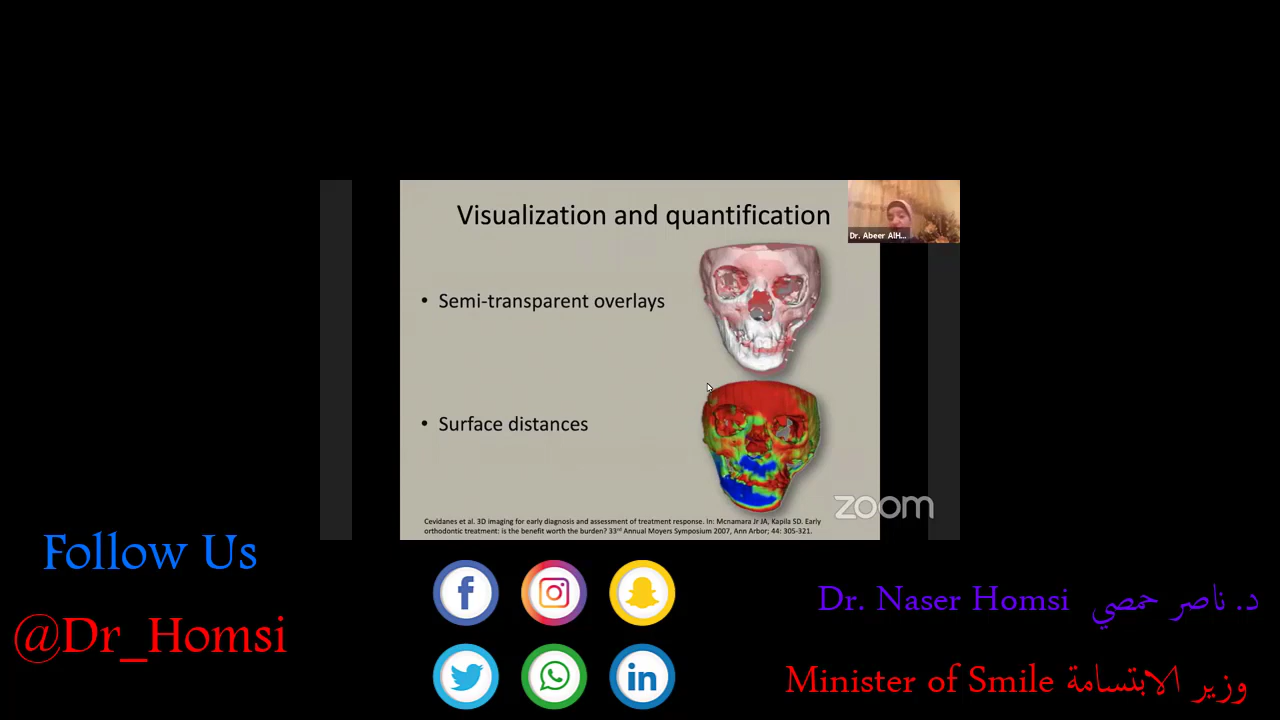 Visualization and quantification
Dr. Abeer AlH...
• Semi-transparent overlays
• Surface distances
zoom
Cevidanes et al. 3D imaging for early diagnosis and assessment of treatment response. In: Mcnamara Jr JA, Kapila SD. Early
orthodontic treatment: is the benefit worth the burden? 33rd Annual Moyers Symposium 2007, Ann Arbor; 44: 305-321.
Follow Us
@Dr_Homsi
f
in
Dr. Naser Homsi د. ناصر حمصي
Minister of Smile وزير الابتسامة